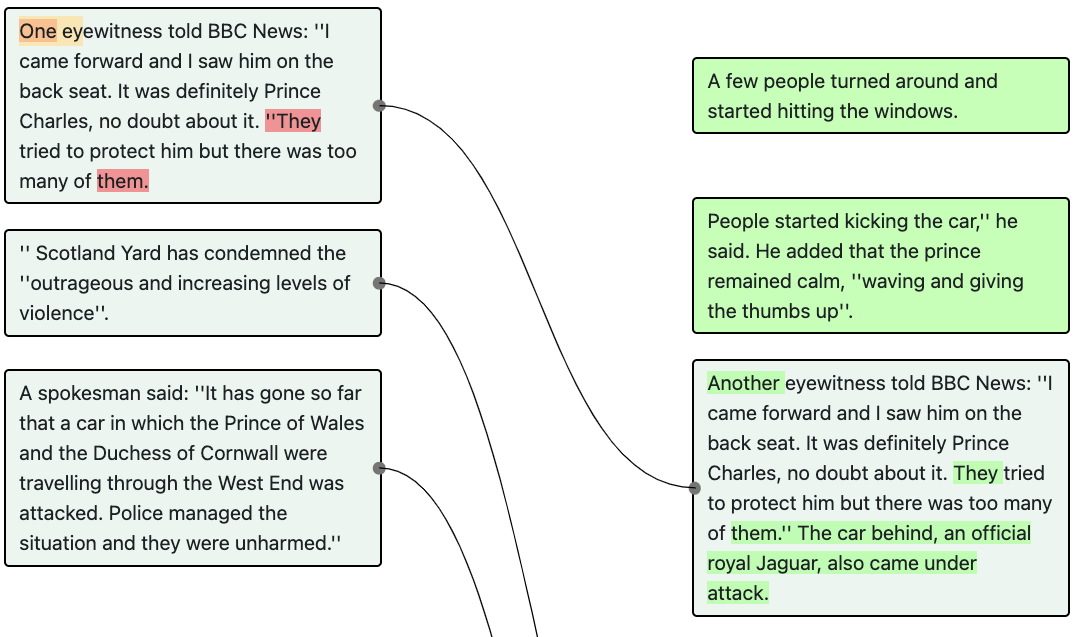 One eyewitness told BBC News: ''I
came forward and I saw him on the
back seat. It was definitely Prince
Charles, no doubt about it. ''They
tried to protect him but there was too
many of them.
'' Scotland Yard has condemned the
''outrageous and increasing levels of
violence''.
A spokesman said: ''It has gone so far
that a car in which the Prince of Wales
and the Duchess of Cornwall were
travelling through the West End was
attacked. Police managed the
situation and they were unharmed.''
A few people turned around and
started hitting the windows.
People started kicking the car,'' he
said. He added that the prince
remained calm, ''waving and giving
the thumbs up''.
Another eyewitness told BBC News: ''I
came forward and I saw him on the
back seat. It was definitely Prince
Charles, no doubt about it. They tried
to protect him but there was too many
of them.'' The car behind, an official
royal Jaguar, also came under
attack.